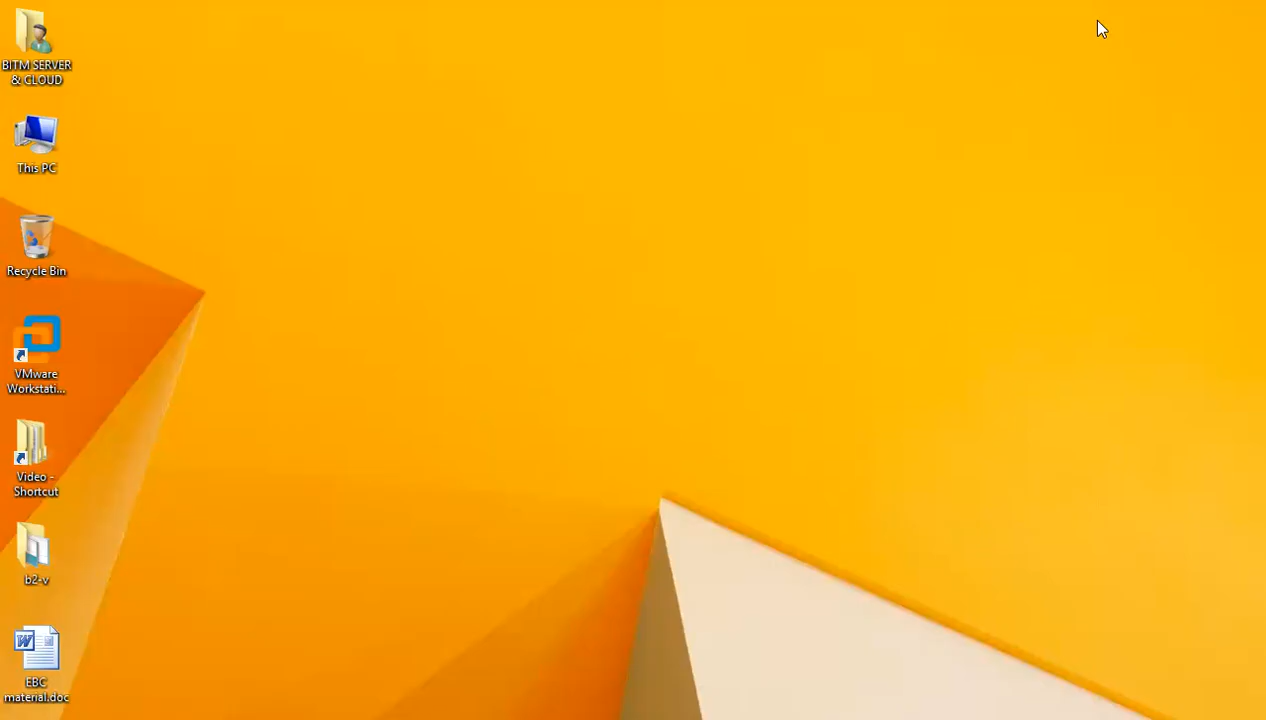 BITM SERVER
& CLOUD
This PC
Recycle Bin
VMware
Workstati...
Video -
Shortcut
b2-v
EBC
material.doc